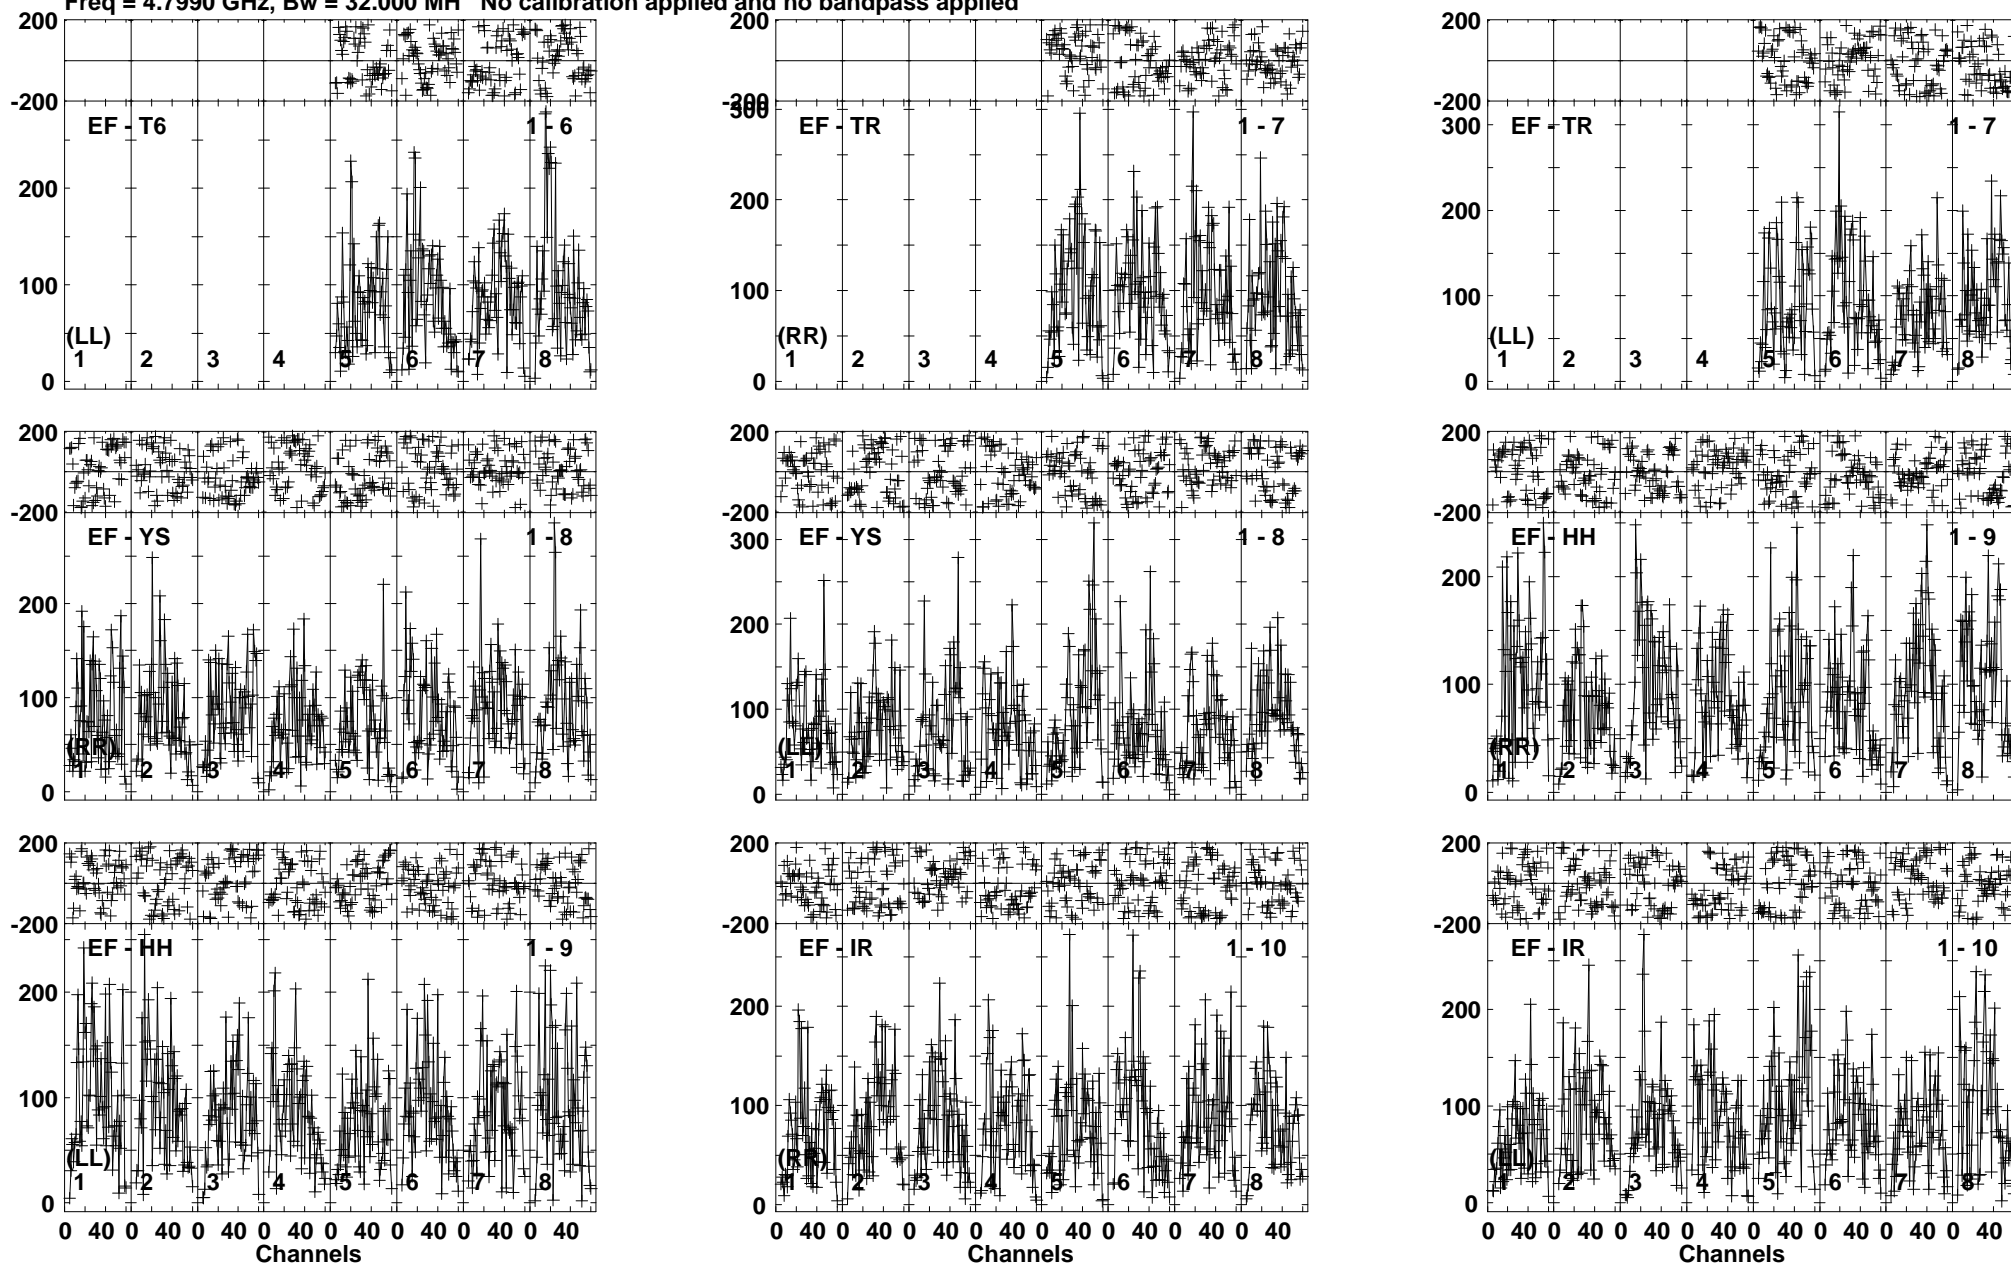 Freq = 4.7990 GHz, Bw = 32.000 MH No calibration applied and no bandpass applied
200 200 200
-200 -200 -200
EF - T6 1 - 6 300 EF - TR 1 - 7 300 EF - TR 1 - 7
200 200 200
100 100 100
(LL) (RR) (LL)
1 2 3 4 5 6 7 8 1 2 3 4 5 6 7 8 1 2 3 4 5 6 7 8
0 0 0
200 200 200
-200 -200 -200
EF - YS 1 - 8 300 EF - YS 1 - 8 EF - HH 1 - 9
200 200 200
100 100 100
(RR) (LL) (RR)
1 2 3 4 5 6 7 8 1 2 3 4 5 6 7 8 1 2 3 4 5 6 7 8
0 0 0
200 200 200
-200 -200 -200
EF - HH 1 - 9 EF - IR 1 - 10 EF - IR 1 - 10
200 200 200
100 100 100
(LL) (RR) (LL)
1 2 3 4 5 6 7 8 1 2 3 4 5 6 7 8 1 2 3 4 5 6 7 8
0 0 0
0 40 0 40 0 40 0 40 0 40 0 40 0 40 0 40 0 40 0 40 0 40 0 40 0 40 0 40 0 40 0 40 0 40 0 40 0 40 0 40 0 40 0 40 0 40 0 40
Channels Channels Channels